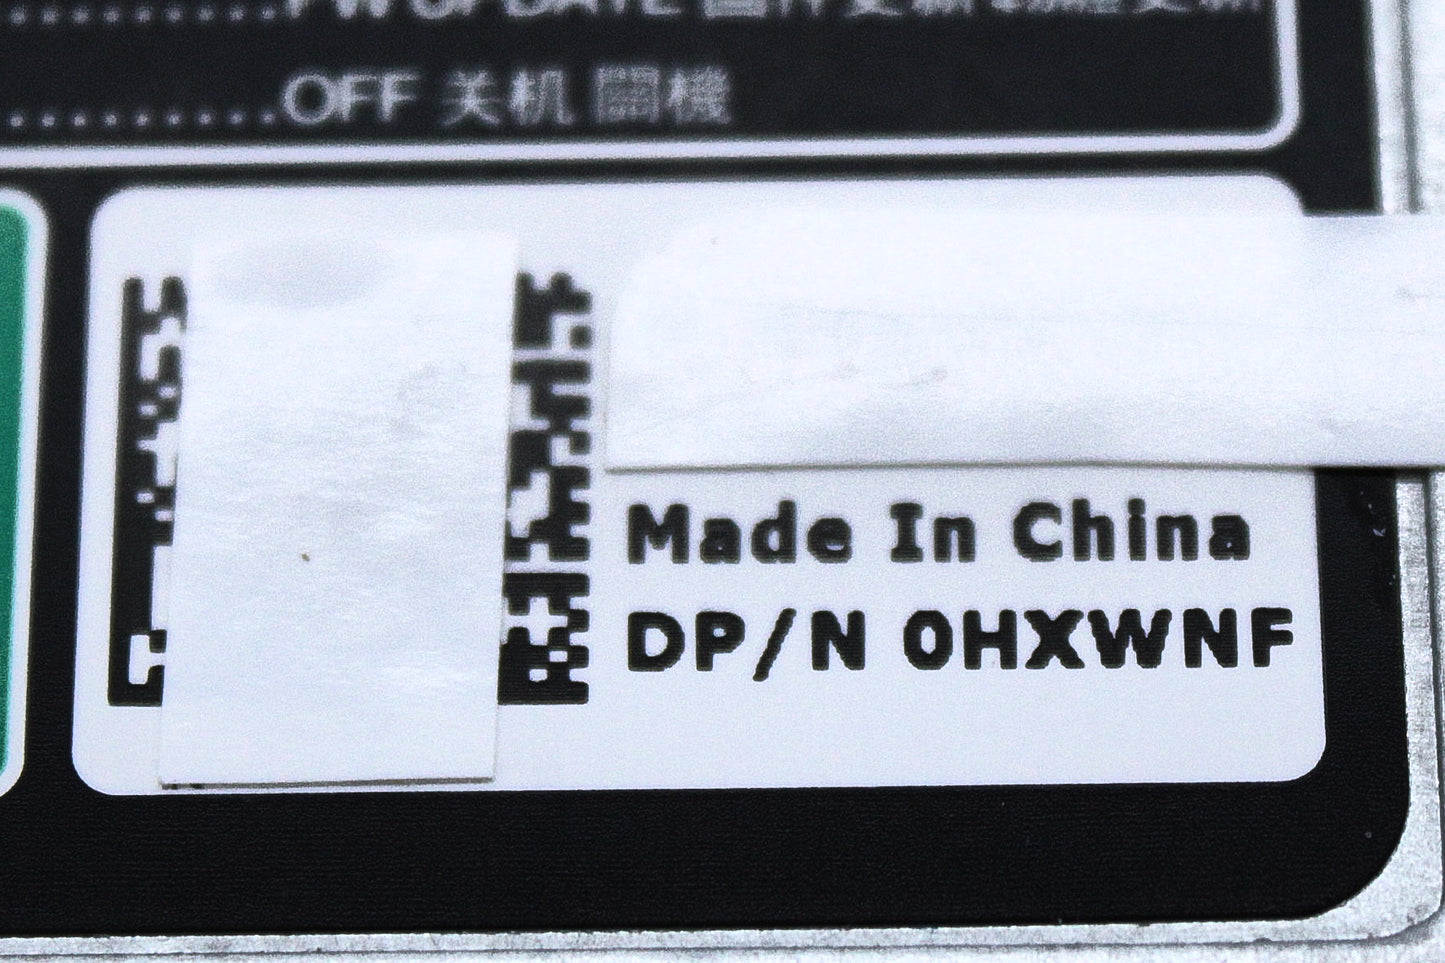 ....................OFF 关机 關機
Made In China
DP/N 0HXWNF